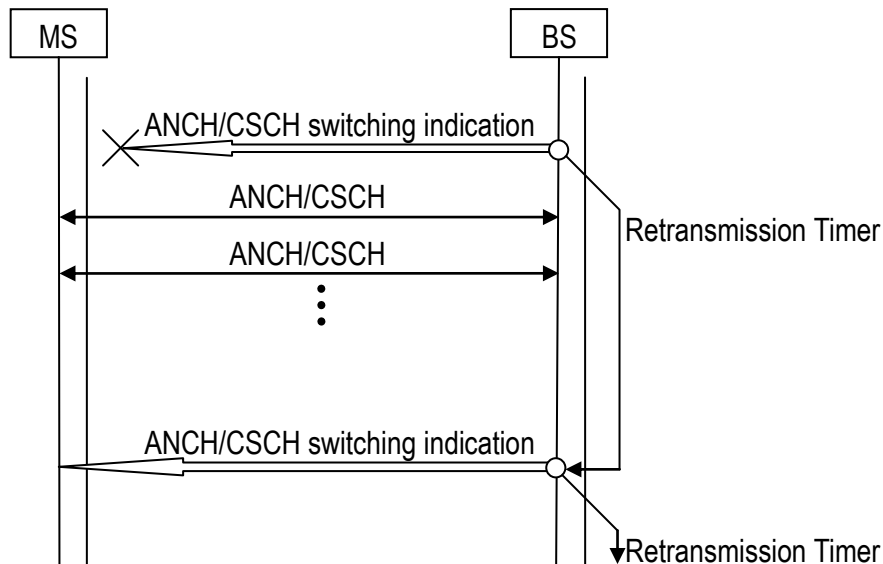 MS
BS
ANCH/CSCH switching indication
ANCH/CSCH
Retransmission Timer
ANCH/CSCH
ANCH/CSCH switching indication
Retransmission Timer